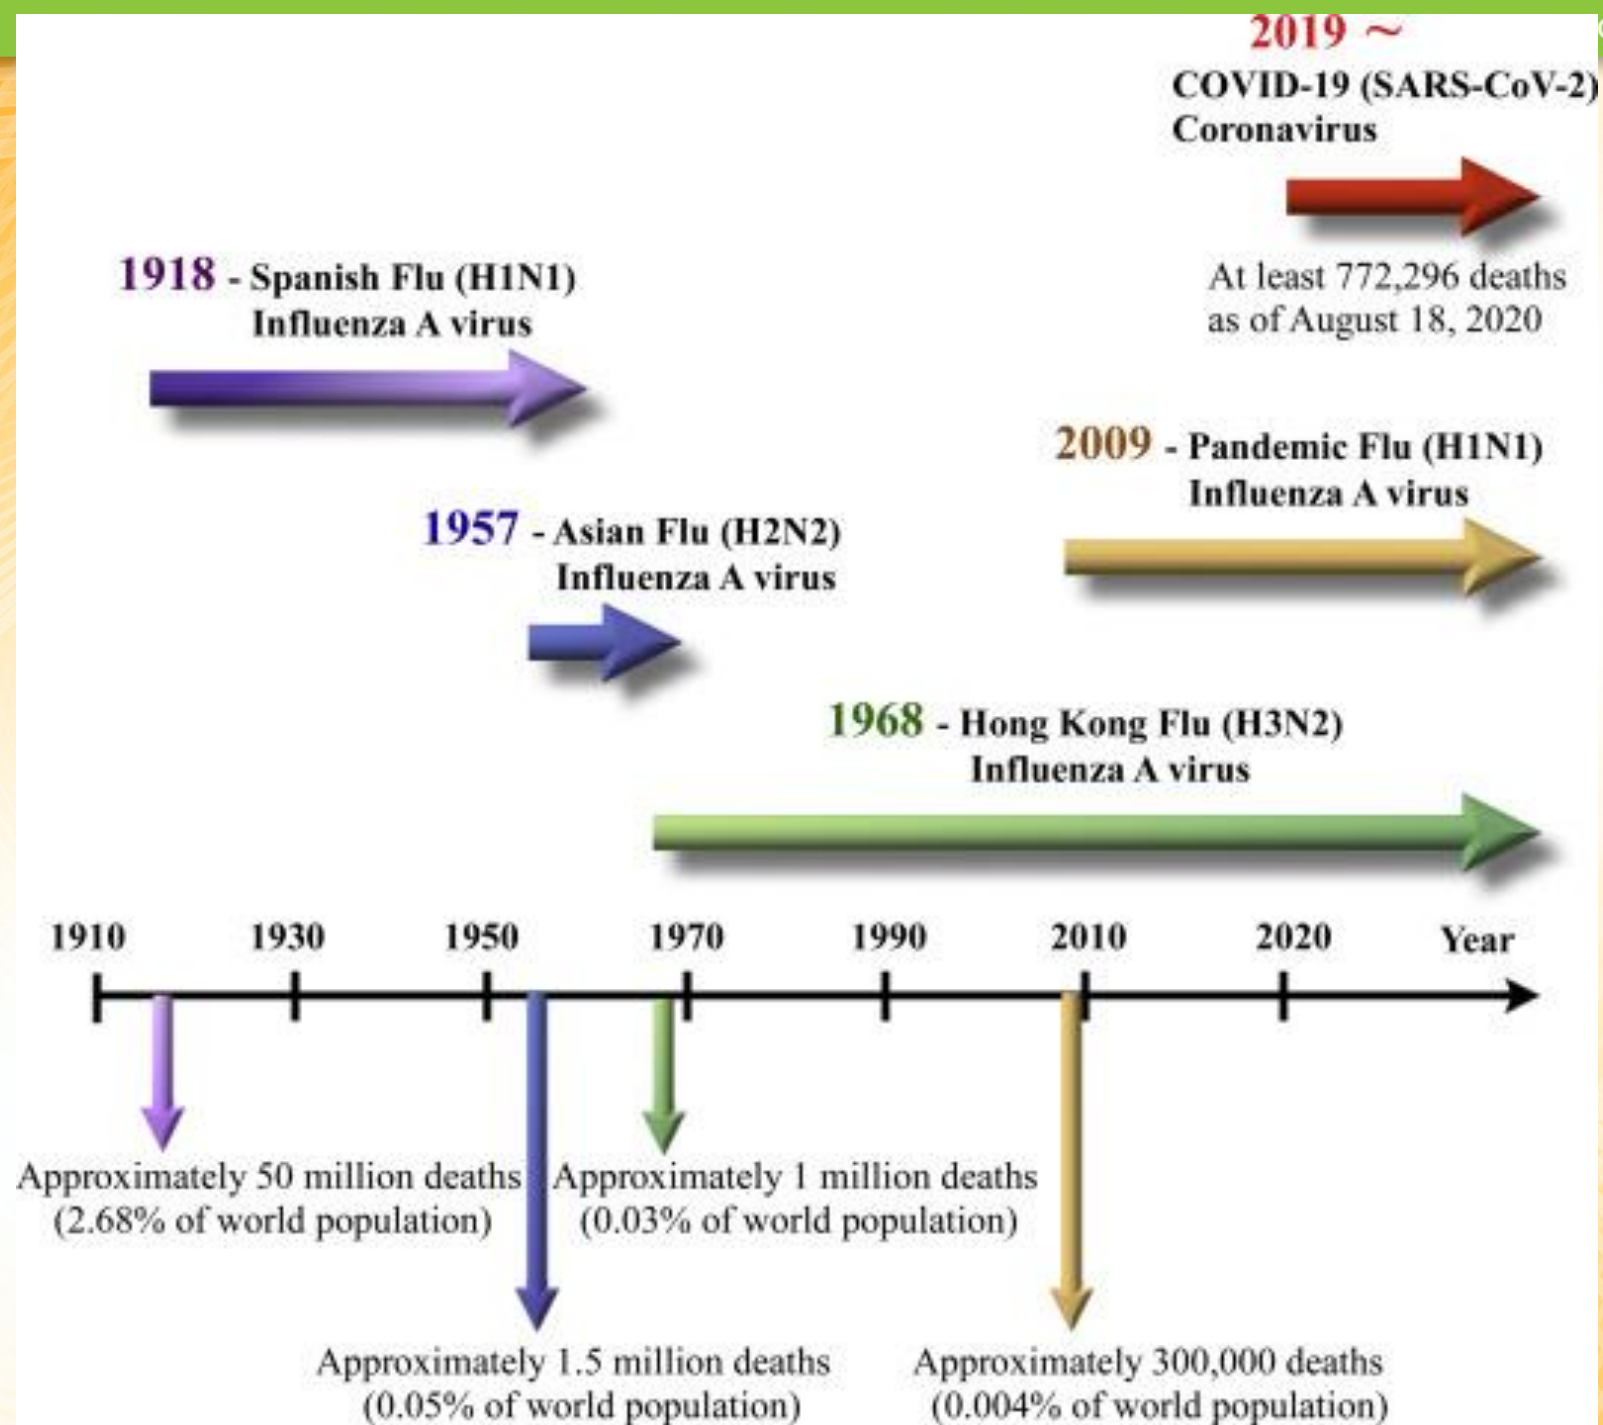 2019 ~
COVID-19 (SARS-CoV-2)
Coronavirus
At least 772,296 deaths
as of August 18, 2020
1918 - Spanish Flu (H1N1)
Influenza A virus
2009 - Pandemic Flu (H1N1)
Influenza A virus
1957 - Asian Flu (H2N2)
Influenza A virus
1968 - Hong Kong Flu (H3N2)
Influenza A virus
1910 1930 1950 1970 1990 2010 2020 Year
Approximately 50 million deaths
(2.68% of world population)
Approximately 1 million deaths
(0.03% of world population)
Approximately 1.5 million deaths
(0.05% of world population)
Approximately 300,000 deaths
(0.004% of world population)